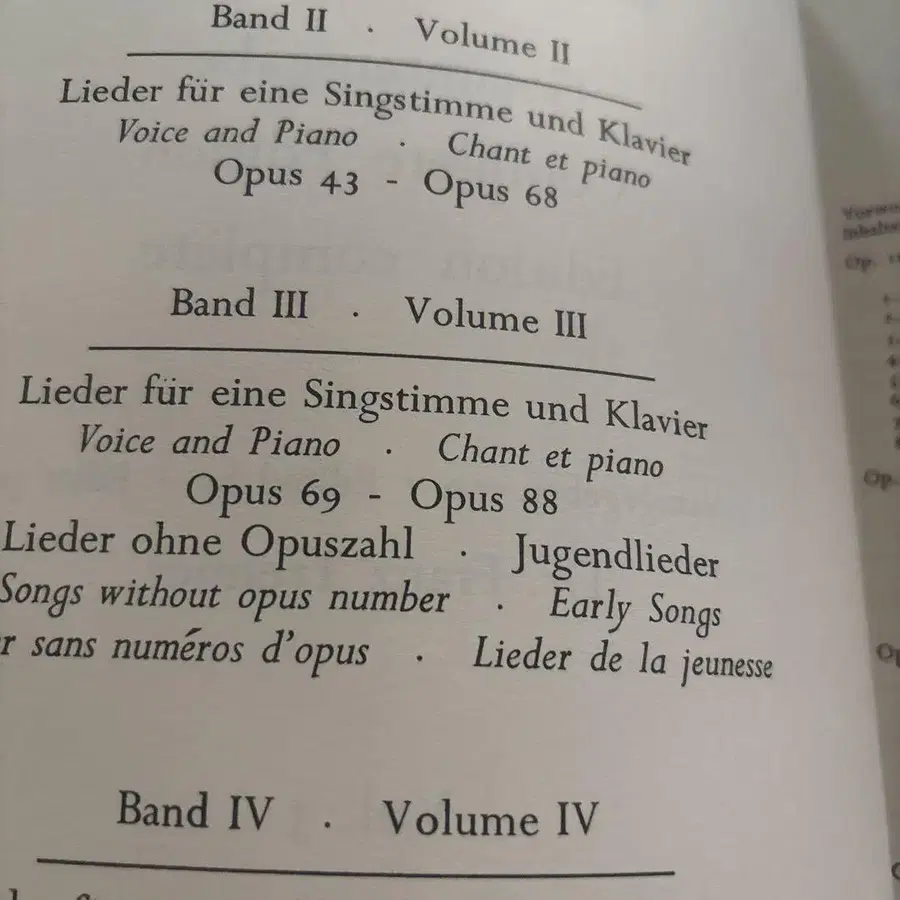 Band II . Volume II
Lieder für eine Singstimme und Klavier
Voice and Piano . Chant et piano
Opus 43 - Opus 68
Band III . Volume III
Lieder für eine Singstimme und Klavier
Voice and Piano . Chant et piano
Opus 69 - Opus 88
Lieder ohne Opuszahl . Jugendlieder
Songs without opus number . Early Songs
sans numéros d'opus . Lieder de la jeunesse
Band IV . Volume IV
Op.
Op.